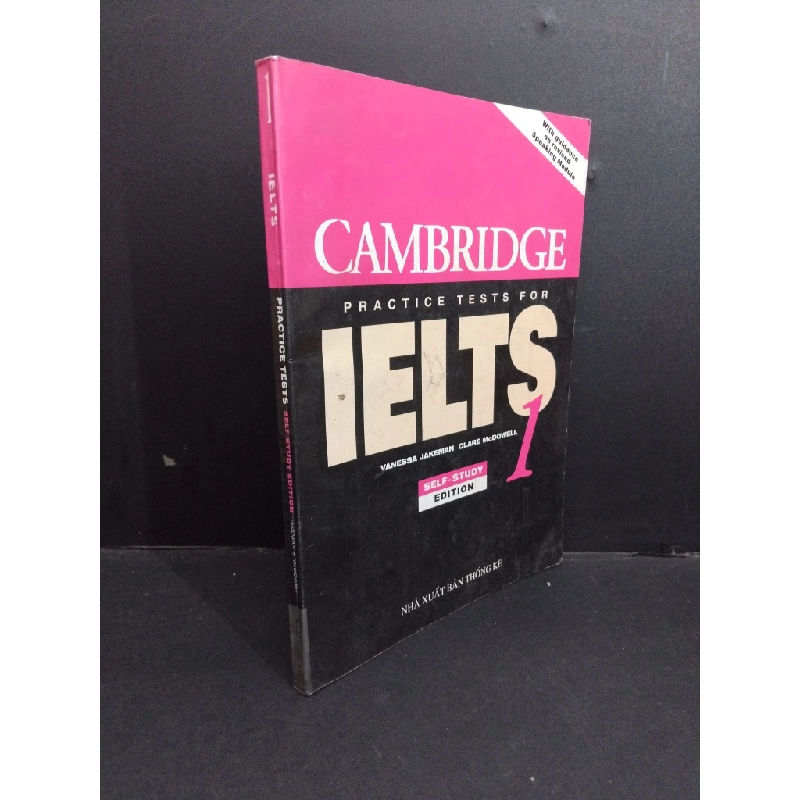 With guidance
on revised
Speaking Module
CAMBRIDGE
PRACTICE TESTS FOR
IELTS 1
VANESSA JAKEMAN CLARE McDOWELL
SELF-STUDY
EDITION
NHÀ XUẤT BẢN THỐNG KÊ
1 IELTS PRACTICE TESTS SELF-STUDY EDITION